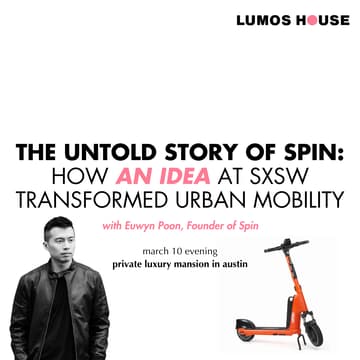 LUMOS HOUSE
THE UNTOLD STORY OF SPIN:
HOW AN IDEA AT SXSW
TRANSFORMED URBAN MOBILITY
with Euwyn Poon, Founder of Spin
march 10 evening
private luxury mansion in austin